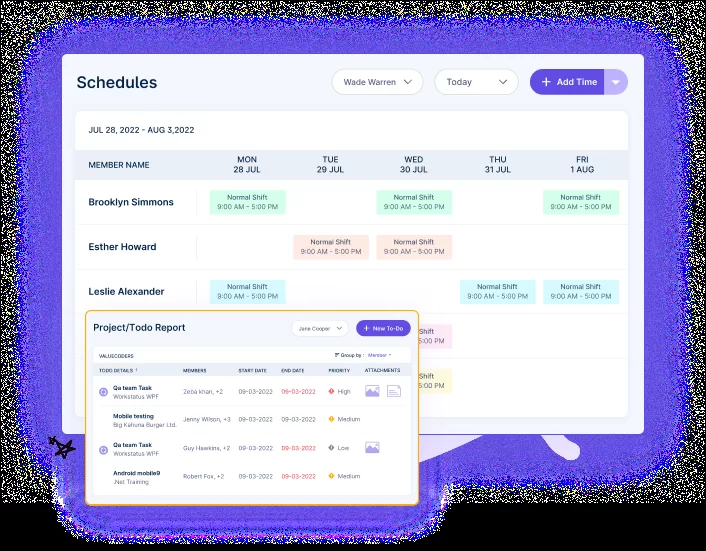 Schedules
Wade Warren
Today
+ Add Time
JUL 28, 2022 - AUG 3,2022
MEMBER NAME
MON
28 JUL
TUE
29 JUL
WED
30 JUL
THU
31 JUL
FRI
1 AUG
Brooklyn Simmons
Normal Shift
9:00 AM - 5:00 PM
Normal Shift
9:00 AM - 5:00 PM
Normal Shift
9:00 AM - 5:00 PM
Esther Howard
Normal Shift
9:00 AM - 5:00 PM
Normal Shift
9:00 AM - 5:00 PM
Leslie Alexander
Normal Shift
9:00 AM - 5:00 PM
Normal Shift
9:00 AM - 5:00 PM
Normal Shift
9:00 AM - 5:00 PM
Shift
5:00 PM
Shift
5:00 PM
Project/Todo Report
Jane Cooper
+ New To-Do
VALUECODERS
Group by : Member
TODO DETAILS ↑ MEMBERS START DATE END DATE PRIORITY ATTACHMENTS
Qa team Task
Workstatus WPF
Zeba khan, +2 09-03-2022 09-03-2022 High
Mobile testing
Big Kahuna Burger Ltd.
Jenny Wilson, +3 09-03-2022 09-03-2022 Medium
Qa team Task
Workstatus WPF
Guy Hawkins, +2 09-03-2022 09-03-2022 Low
Android mobile9
.Net Training
Robert Fox, +2 09-03-2022 09-03-2022 Medium